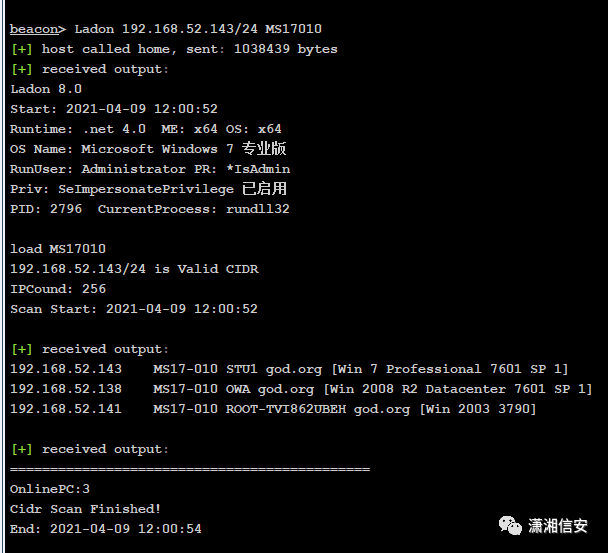 beacon> Ladon 192.168.52.143/24 MS17010
[+] host called home, sent: 1038439 bytes
[+] received output:
Ladon 8.0
Start: 2021-04-09 12:00:52
Runtime: .net 4.0  ME: x64 OS: x64
OS Name: Microsoft Windows 7 专业版
RunUser: Administrator PR: *IsAdmin
Priv: SeImpersonatePrivilege 已启用
PID: 2796  CurrentProcess: rundll32
load MS17010
192.168.52.143/24 is Valid CIDR
IPCound: 256
Scan Start: 2021-04-09 12:00:52
[+] received output:
192.168.52.143    MS17-010 STU1 god.org [Win 7 Professional 7601 SP 1]
192.168.52.138    MS17-010 OWA god.org [Win 2008 R2 Datacenter 7601 SP 1]
192.168.52.141    MS17-010 ROOT-TVI862UBEH god.org [Win 2003 3790]
[+] received output:
=============================================
OnlinePC:3
Cidr Scan Finished!
End: 2021-04-09 12:00:54
潇湘信安